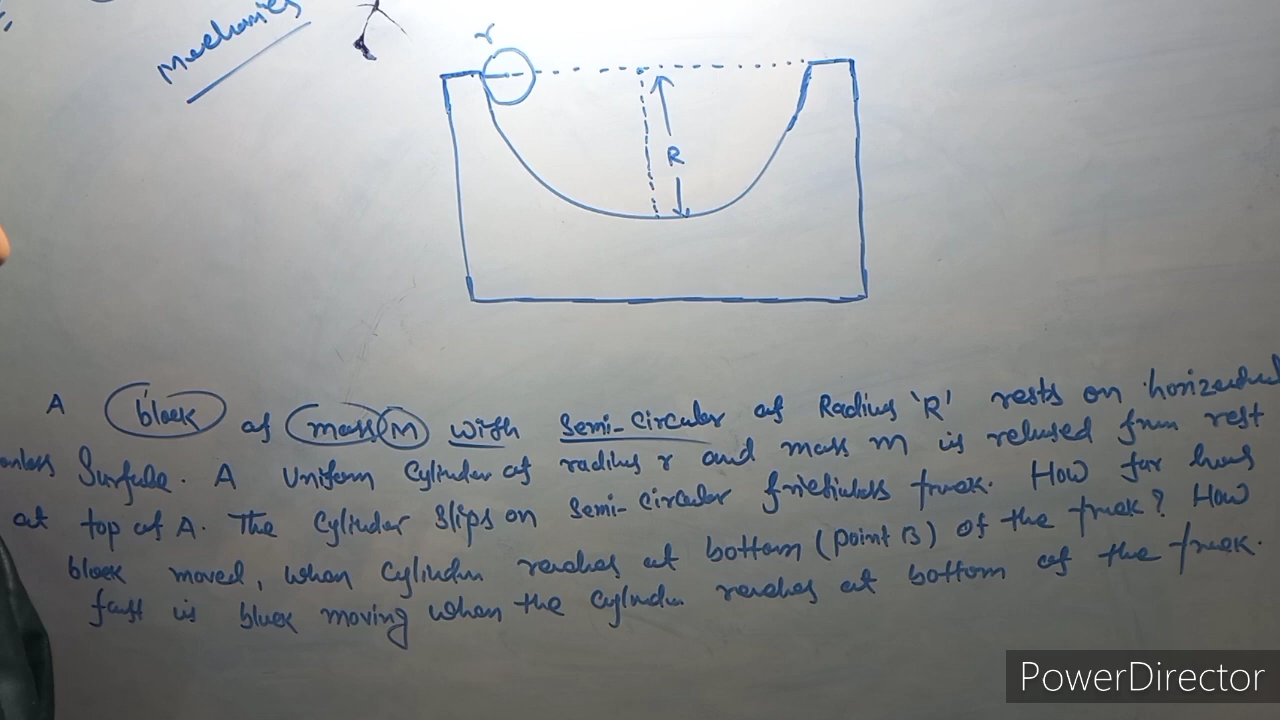 Mechanics
r
R
A block of mass M with Semi-Circular of Radius 'R' rests on horizontal
onless Surface. A Uniform Cylinder of radius r and mass m is relused from rest
at top of A. The Cylinder Slips on Semi-Circular frictionless track. How far has
block moved, when Cylinder reaches at bottom (point B) of the track? How
fast is block moving when the Cylinder reaches at bottom of the track.
PowerDirector